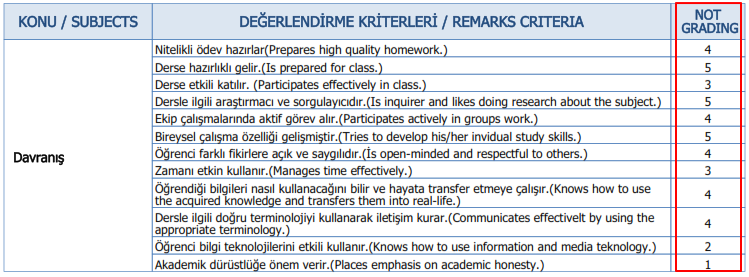 KONU / SUBJECTS DEĞERLENDİRME KRİTERLERİ / REMARKS CRITERIA NOT GRADING
Davranış
Nitelikli ödev hazırlar(Prepares high quality homework.) 4
Derse hazırlıklı gelir.(Is prepared for class.) 5
Derse etkili katılır. (Participates effectively in class.) 3
Dersle ilgili araştırmacı ve sorgulayıcıdır.(Is inquirer and likes doing research about the subject.) 5
Ekip çalışmalarında aktif görev alır.(Participates actively in groups work.) 4
Bireysel çalışma özelliği gelişmiştir.(Tries to develop his/her invidual study skills.) 5
Öğrenci farklı fikirlere açık ve saygılıdır.(İs open-minded and respectful to others.) 4
Zamanı etkin kullanır.(Manages time effectively.) 3
Öğrendiği bilgileri nasıl kullanacağını bilir ve hayata transfer etmeye çalışır.(Knows how to use
the acquired knowledge and transfers them into real-life.) 4
Dersle ilgili doğru terminolojiyi kullanarak iletişim kurar.(Communicates effectivelt by using the
appropriate terminology.) 4
Öğrenci bilgi teknolojilerini etkili kullanır.(Knows how to use information and media teknology.) 2
Akademik dürüstlüğe önem verir.(Places emphasis on academic honesty.) 1